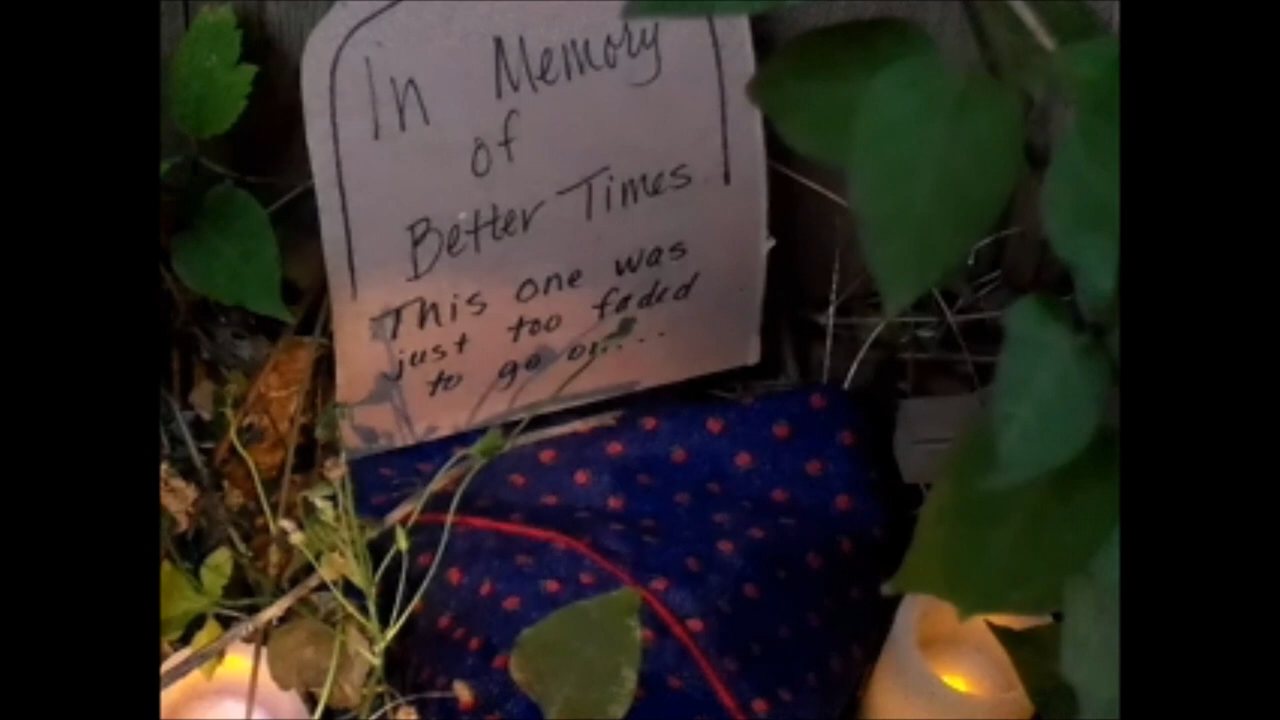 In Memory
of
Better Times
This one was
just too faded
to go on....